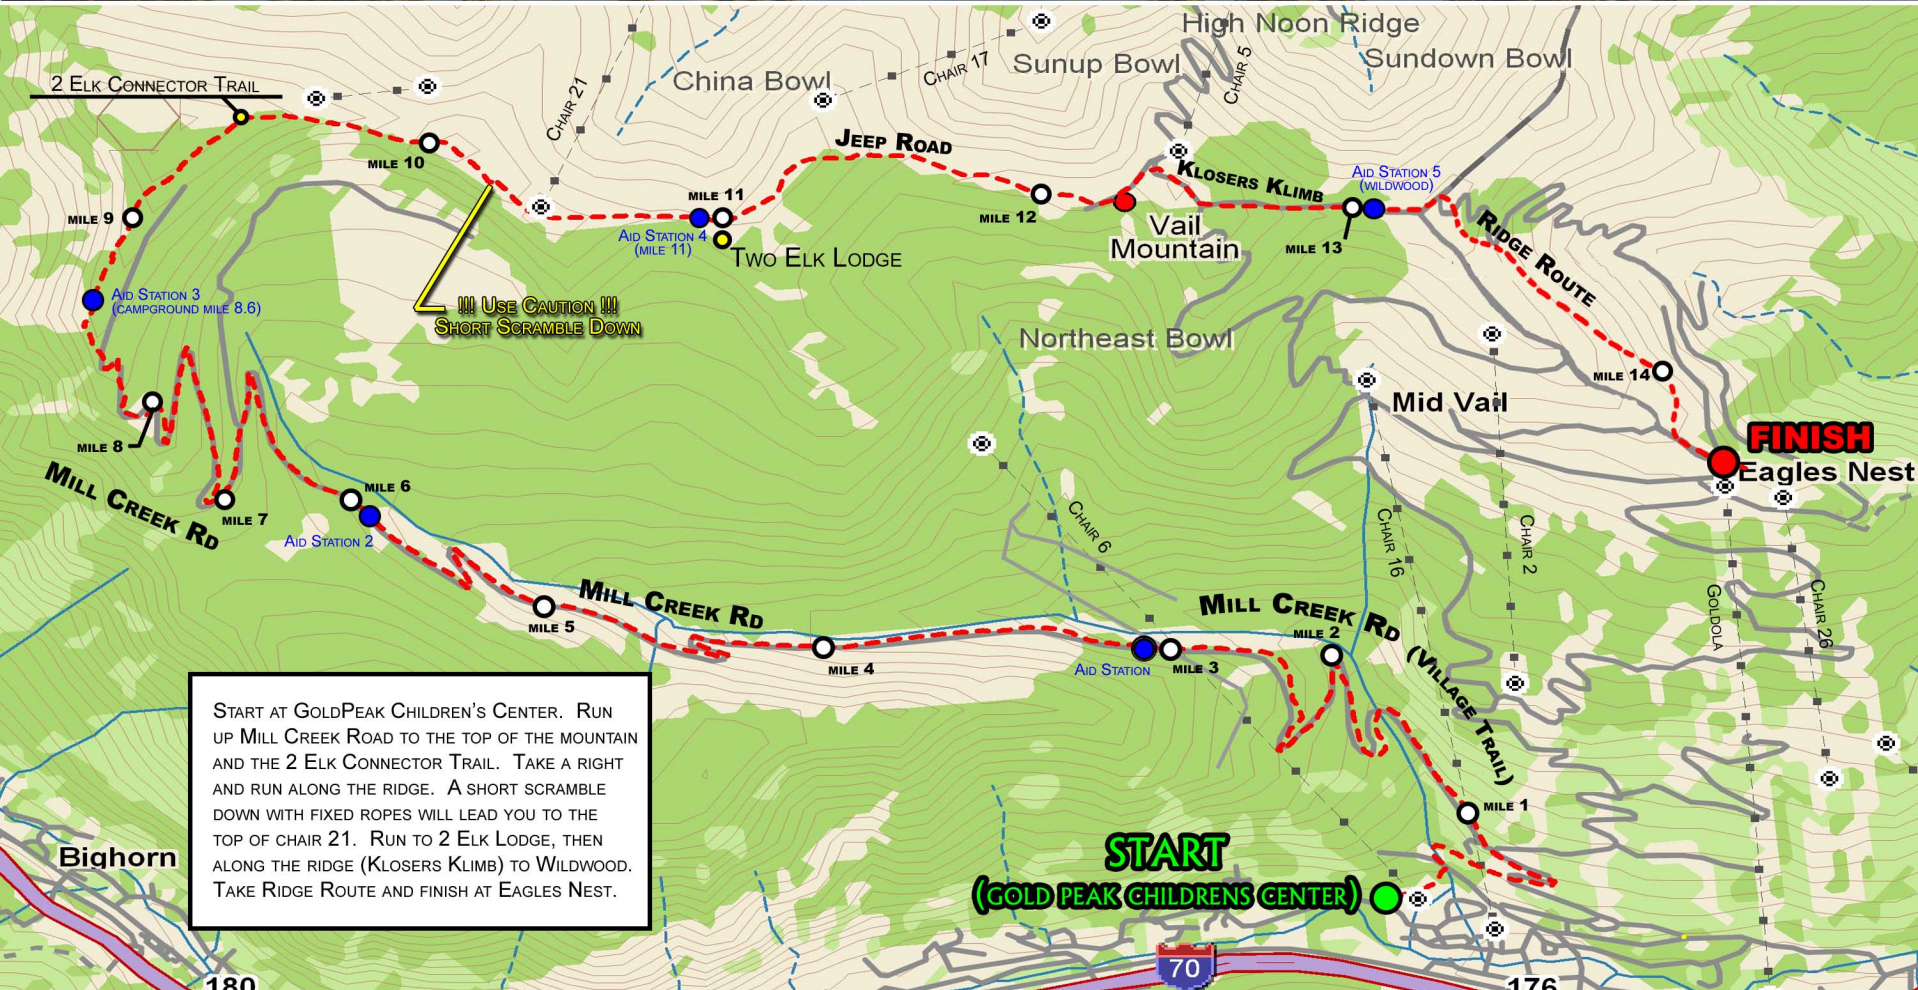 High Noon Ridge
Sundown Bowl
Sunup Bowl
China Bowl
Chair 5
Chair 17
Chair 21
2 Elk Connector Trail
Jeep Road
Mile 10
Klosers Klimb
Aid Station 5
(wildwood)
Mile 9
Mile 11
Aid Station 4
(Mile 11)
Two Elk Lodge
Mile 12
Vail
Mountain
Mile 13
Ridge Route
Aid Station 3
(campground mile 8.6)
!!! Use Caution !!!
Short Scramble Down
Northeast Bowl
Mile 14
Mid Vail
FINISH
Eagles Nest
Mile 8
Mill Creek Rd
Mile 7
Mile 6
Aid Station 2
Chair 6
Chair 16
Chair 2
Goldola
Chair 26
Mill Creek Rd
Mile 5
Mile 4
Aid Station
Mile 3
Mill Creek Rd
Mile 2
(Village Trail)
Mile 1
Start at GoldPeak Children's Center. Run
up Mill Creek Road to the top of the mountain
and the 2 Elk Connector Trail. Take a right
and run along the ridge. A short scramble
down with fixed ropes will lead you to the
top of chair 21. Run to 2 Elk Lodge, then
along the ridge (Klosers Klimb) to Wildwood.
Take Ridge Route and finish at Eagles Nest.
START
(GOLD PEAK CHILDRENS CENTER)
Bighorn
70
180
176